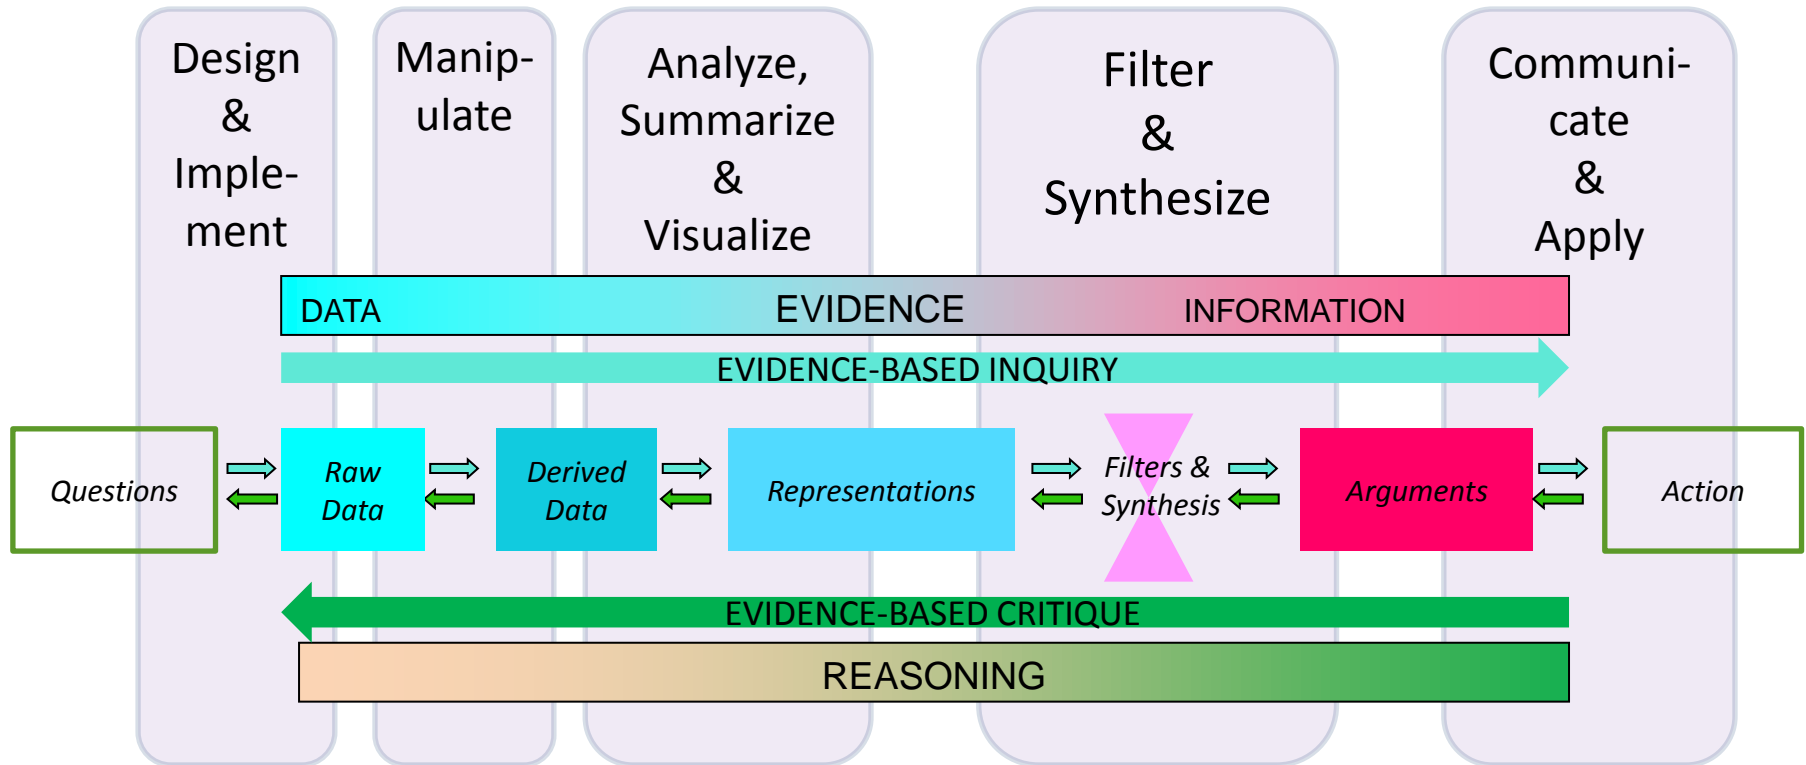 Design
&
Imple-
ment
Manip-
ulate
Analyze,
Summarize
&
Visualize
Filter
&
Synthesize
Communi-
cate
&
Apply
DATA
EVIDENCE
INFORMATION
EVIDENCE-BASED INQUIRY
Questions
Raw
Data
Derived
Data
Representations
Filters &
Synthesis
Arguments
Action
EVIDENCE-BASED CRITIQUE
REASONING